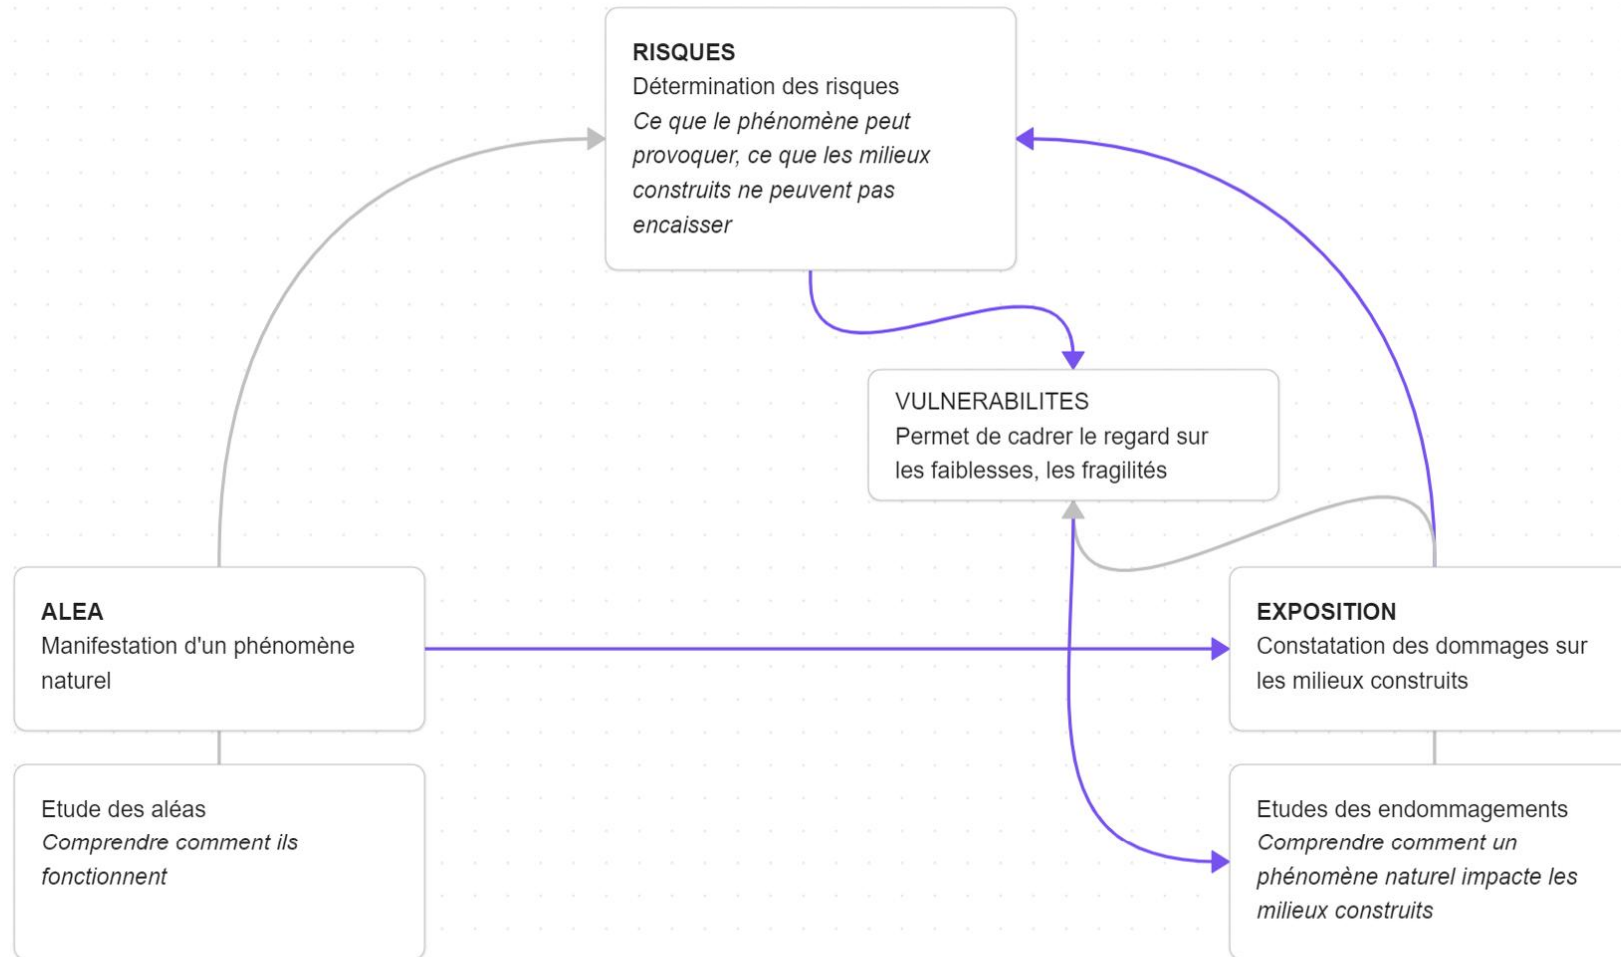 RISQUES
Détermination des risques
Ce que le phénomène peut
provoquer, ce que les milieux
construits ne peuvent pas
encaisser
VULNERABILITES
Permet de cadrer le regard sur
les faiblesses, les fragilités
ALEA
Manifestation d'un phénomène
naturel
EXPOSITION
Constatation des dommages sur
les milieux construits
Etude des aléas
Comprendre comment ils
fonctionnent
Etudes des endommagements
Comprendre comment un
phénomène naturel impacte les
milieux construits